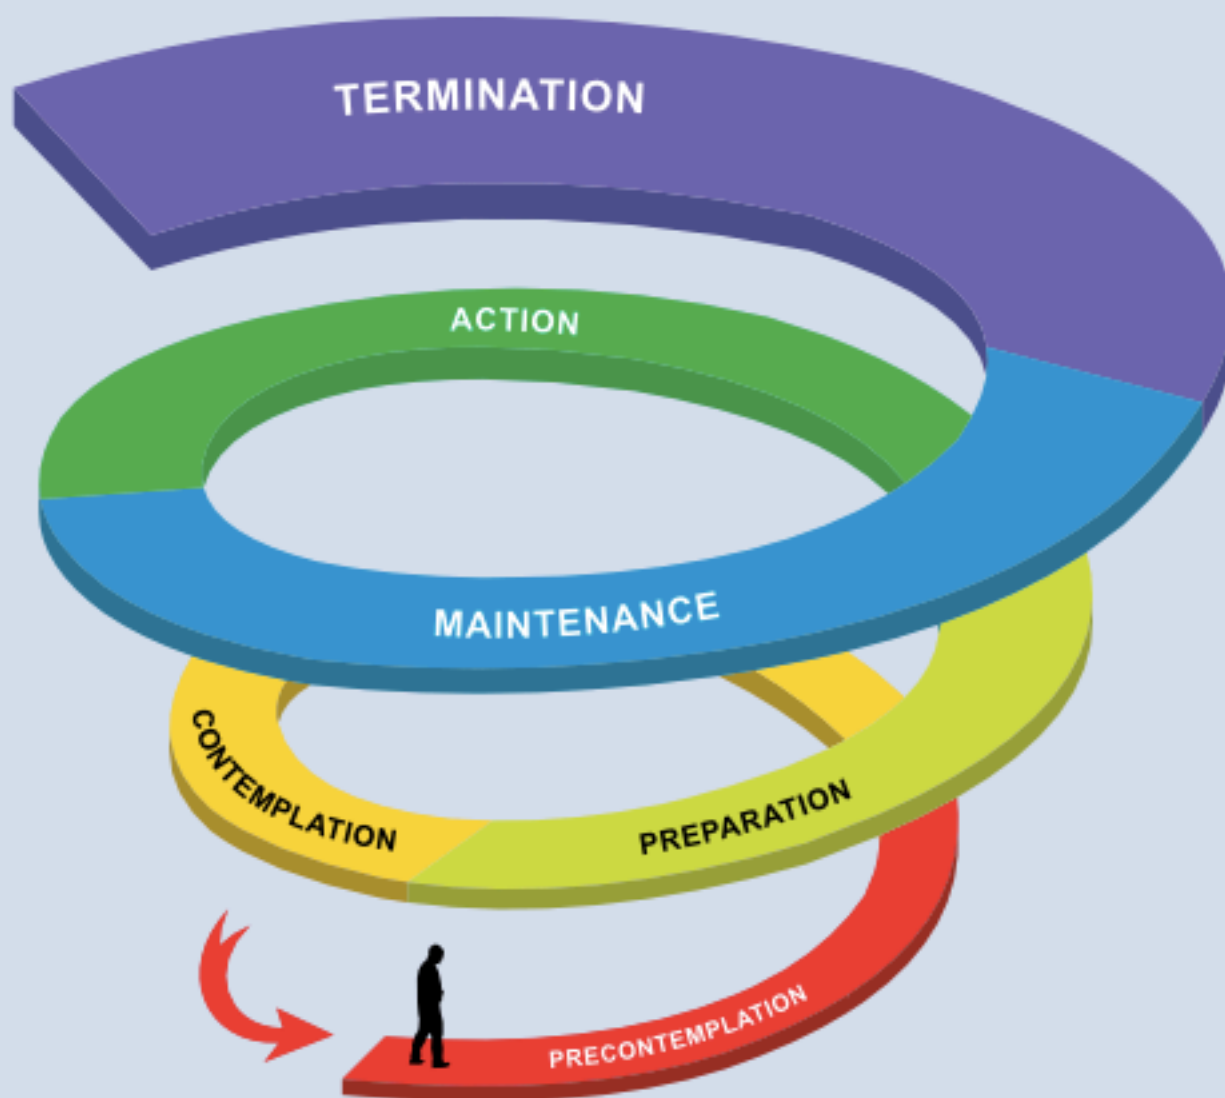 TERMINATION
ACTION
MAINTENANCE
CONTEMPLATION
PREPARATION
PRECONTEMPLATION